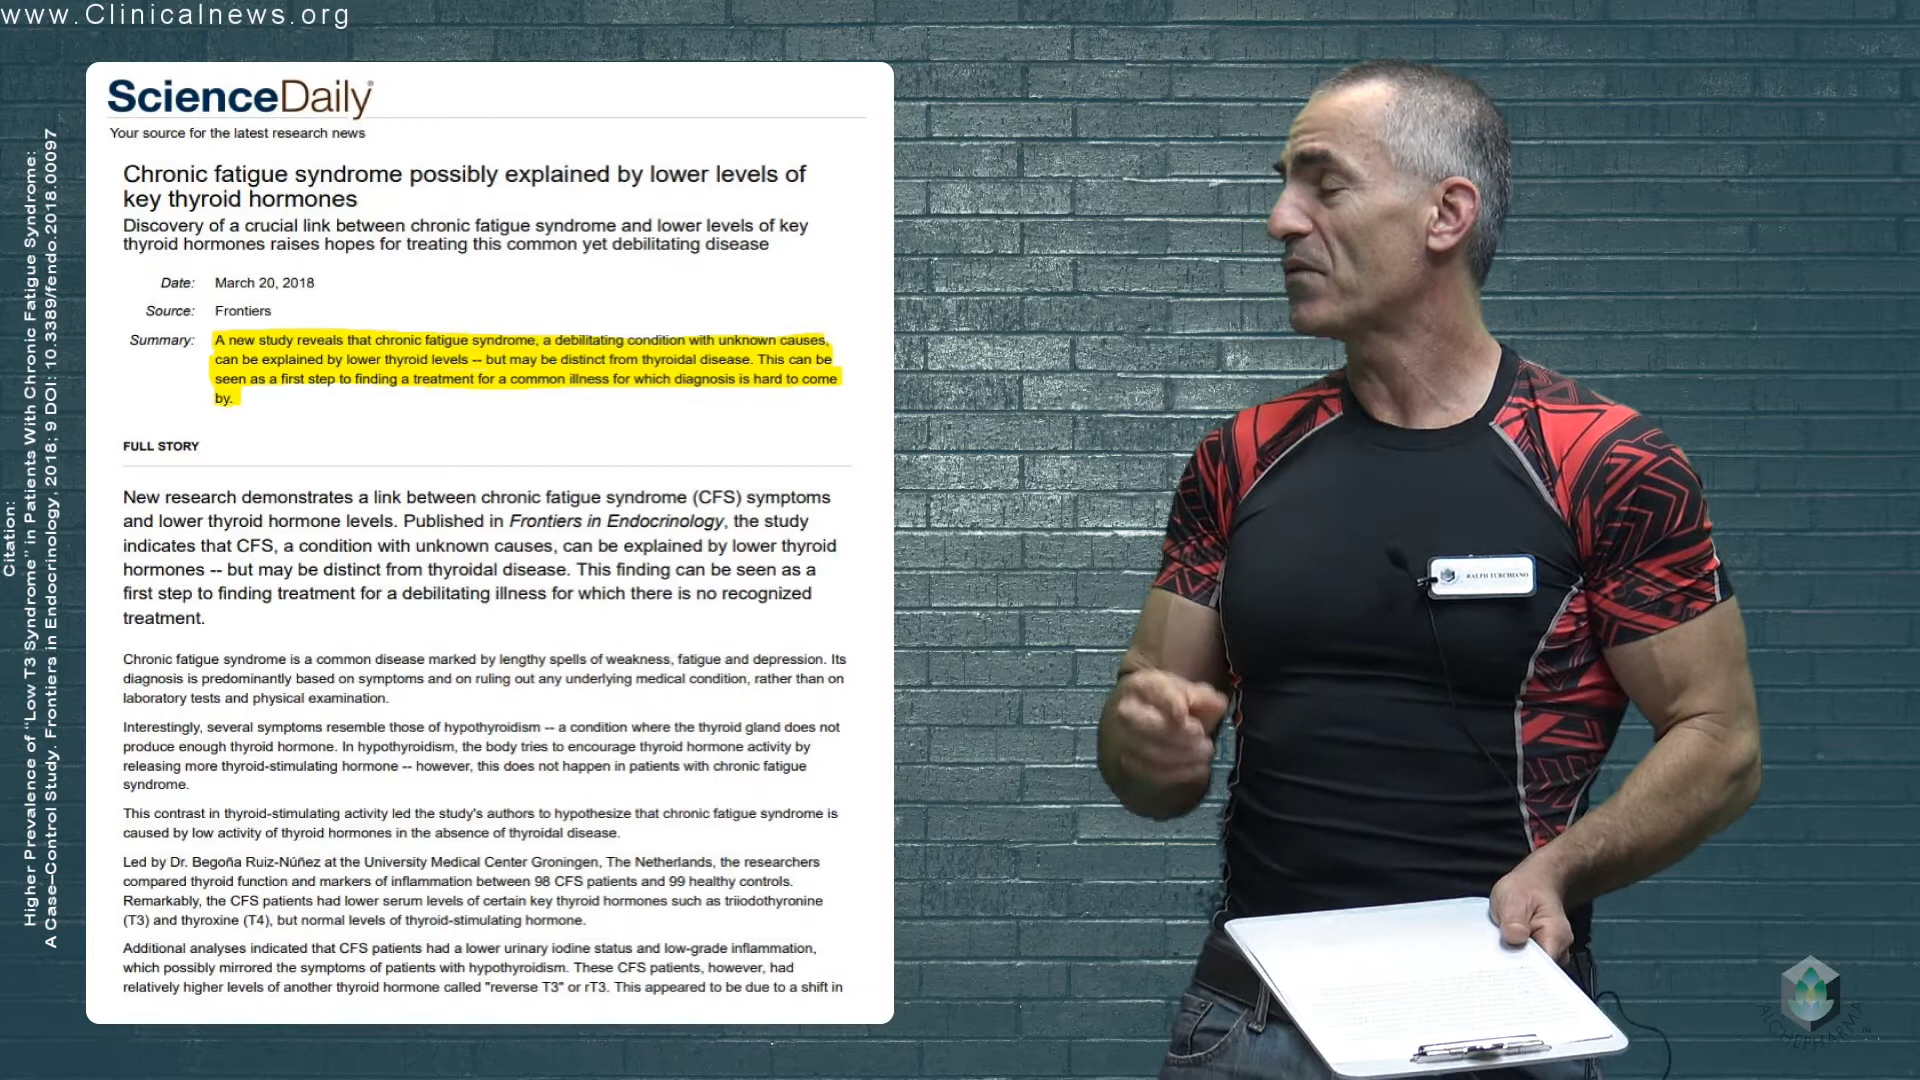 www.Clinicalnews.org
Citation:
Higher Prevalence of "Low T3 Syndrome" in Patients With Chronic Fatigue Syndrome:
A Case–Control Study. Frontiers in Endocrinology, 2018; 9 DOI: 10.3389/fendo.2018.00097
ScienceDaily®
Your source for the latest research news
Chronic fatigue syndrome possibly explained by lower levels of
key thyroid hormones
Discovery of a crucial link between chronic fatigue syndrome and lower levels of key
thyroid hormones raises hopes for treating this common yet debilitating disease
Date: March 20, 2018
Source: Frontiers
Summary: A new study reveals that chronic fatigue syndrome, a debilitating condition with unknown causes,
can be explained by lower thyroid levels -- but may be distinct from thyroidal disease. This can be
seen as a first step to finding a treatment for a common illness for which diagnosis is hard to come
by.
FULL STORY
New research demonstrates a link between chronic fatigue syndrome (CFS) symptoms
and lower thyroid hormone levels. Published in Frontiers in Endocrinology, the study
indicates that CFS, a condition with unknown causes, can be explained by lower thyroid
hormones -- but may be distinct from thyroidal disease. This finding can be seen as a
first step to finding treatment for a debilitating illness for which there is no recognized
treatment.
Chronic fatigue syndrome is a common disease marked by lengthy spells of weakness, fatigue and depression. Its
diagnosis is predominantly based on symptoms and on ruling out any underlying medical condition, rather than on
laboratory tests and physical examination.
Interestingly, several symptoms resemble those of hypothyroidism -- a condition where the thyroid gland does not
produce enough thyroid hormone. In hypothyroidism, the body tries to encourage thyroid hormone activity by
releasing more thyroid-stimulating hormone -- however, this does not happen in patients with chronic fatigue
syndrome.
This contrast in thyroid-stimulating activity led the study's authors to hypothesize that chronic fatigue syndrome is
caused by low activity of thyroid hormones in the absence of thyroidal disease.
Led by Dr. Begoña Ruiz-Núñez at the University Medical Center Groningen, The Netherlands, the researchers
compared thyroid function and markers of inflammation between 98 CFS patients and 99 healthy controls.
Remarkably, the CFS patients had lower serum levels of certain key thyroid hormones such as triiodothyronine
(T3) and thyroxine (T4), but normal levels of thyroid-stimulating hormone.
Additional analyses indicated that CFS patients had a lower urinary iodine status and low-grade inflammation,
which possibly mirrored the symptoms of patients with hypothyroidism. These CFS patients, however, had
relatively higher levels of another thyroid hormone called "reverse T3" or rT3. This appeared to be due to a shift in
RALPH TURCHIANO
ALCHEPHARMA™